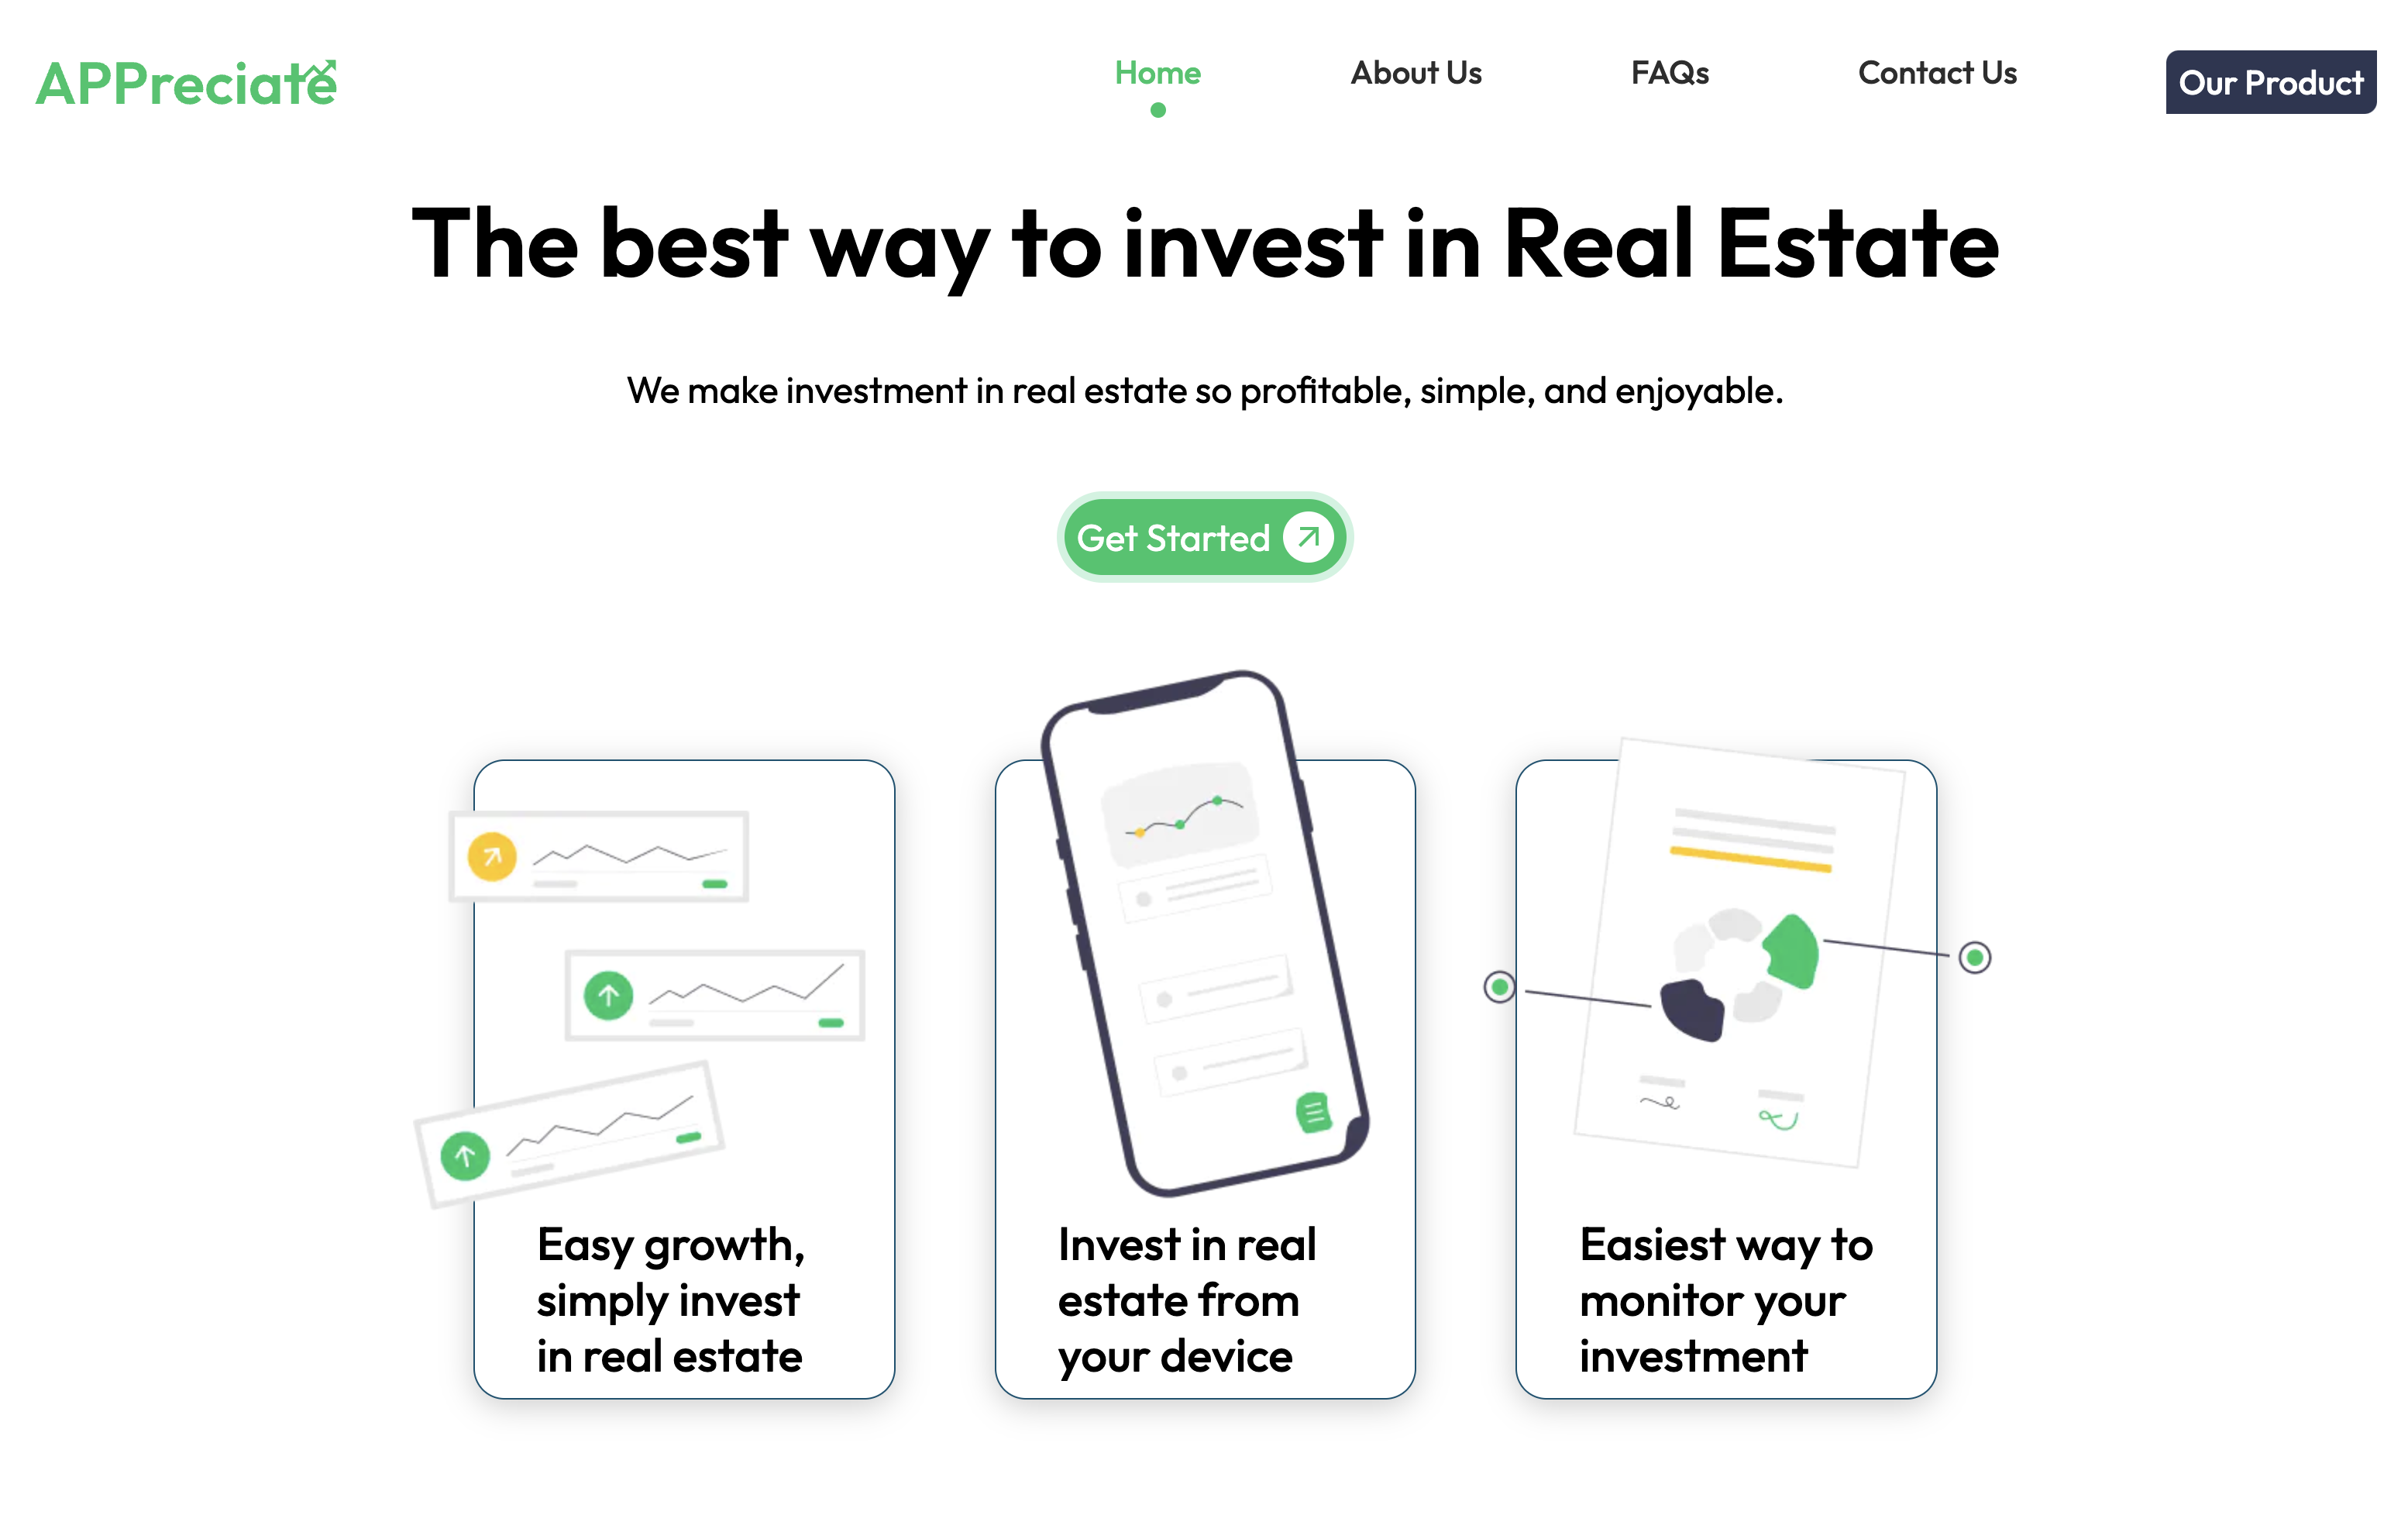 APPreciate
Home
About Us
FAQs
Contact Us
Our Product
The best way to invest in Real Estate
We make investment in real estate so profitable, simple, and enjoyable.
Get Started
Easy growth,
simply invest
in real estate
Invest in real
estate from
your device
Easiest way to
monitor your
investment